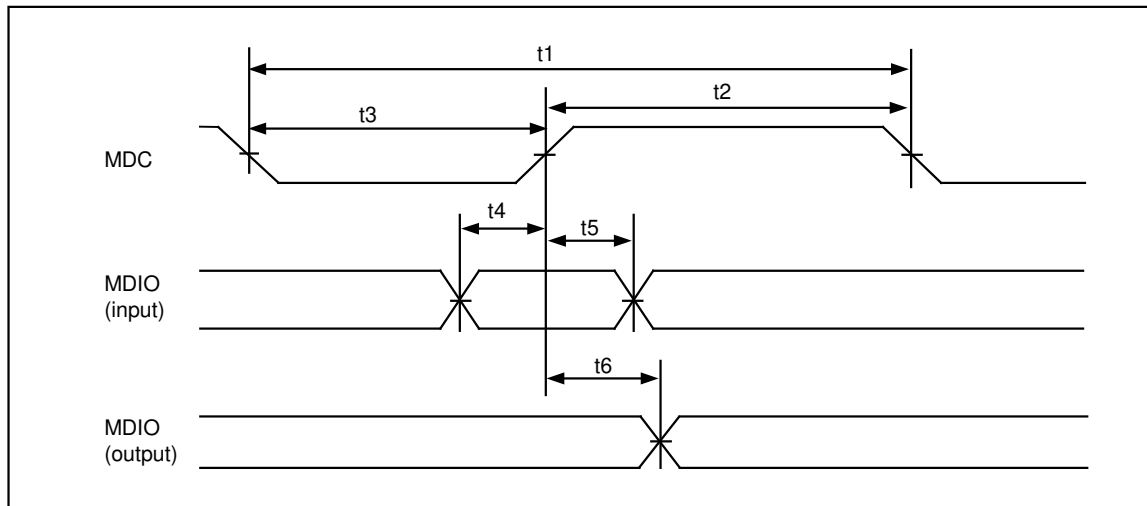 t1
t2
t3
MDC
t4
t5
MDIO
(input)
t6
MDIO
(output)